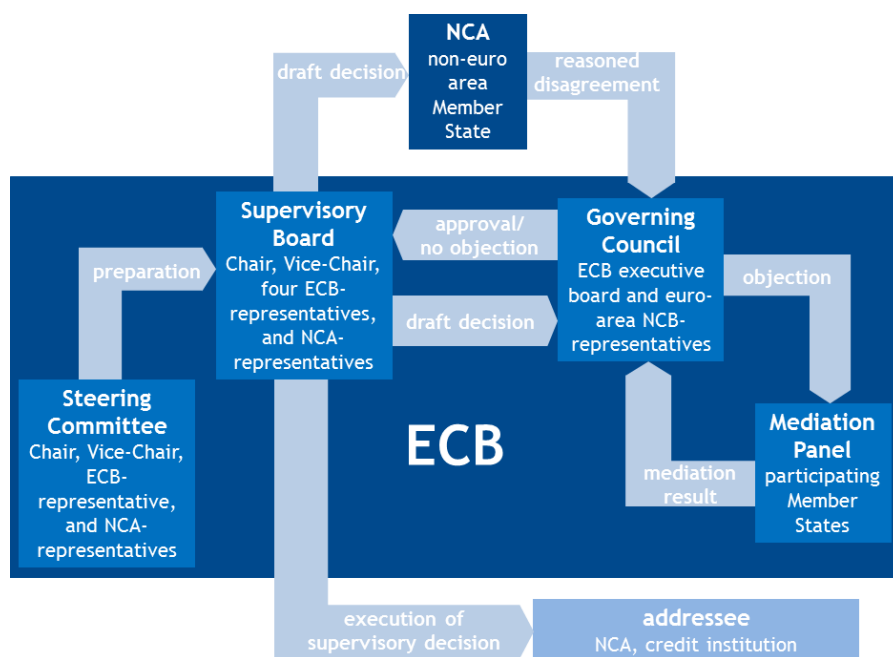 NCA
non-euro
area
Member
State
draft decision
reasoned
disagreement
Supervisory
Board
Chair, Vice-Chair,
four ECB-
representatives,
and NCA-
representatives
approval/
no objection
Governing
Council
ECB executive
board and euro-
area NCB-
representatives
preparation
objection
draft decision
Steering
Committee
Chair, Vice-Chair,
ECB-
representative,
and NCA-
representatives
ECB
Mediation
Panel
participating
Member
States
mediation
result
execution of
supervisory decision
addressee
NCA, credit institution